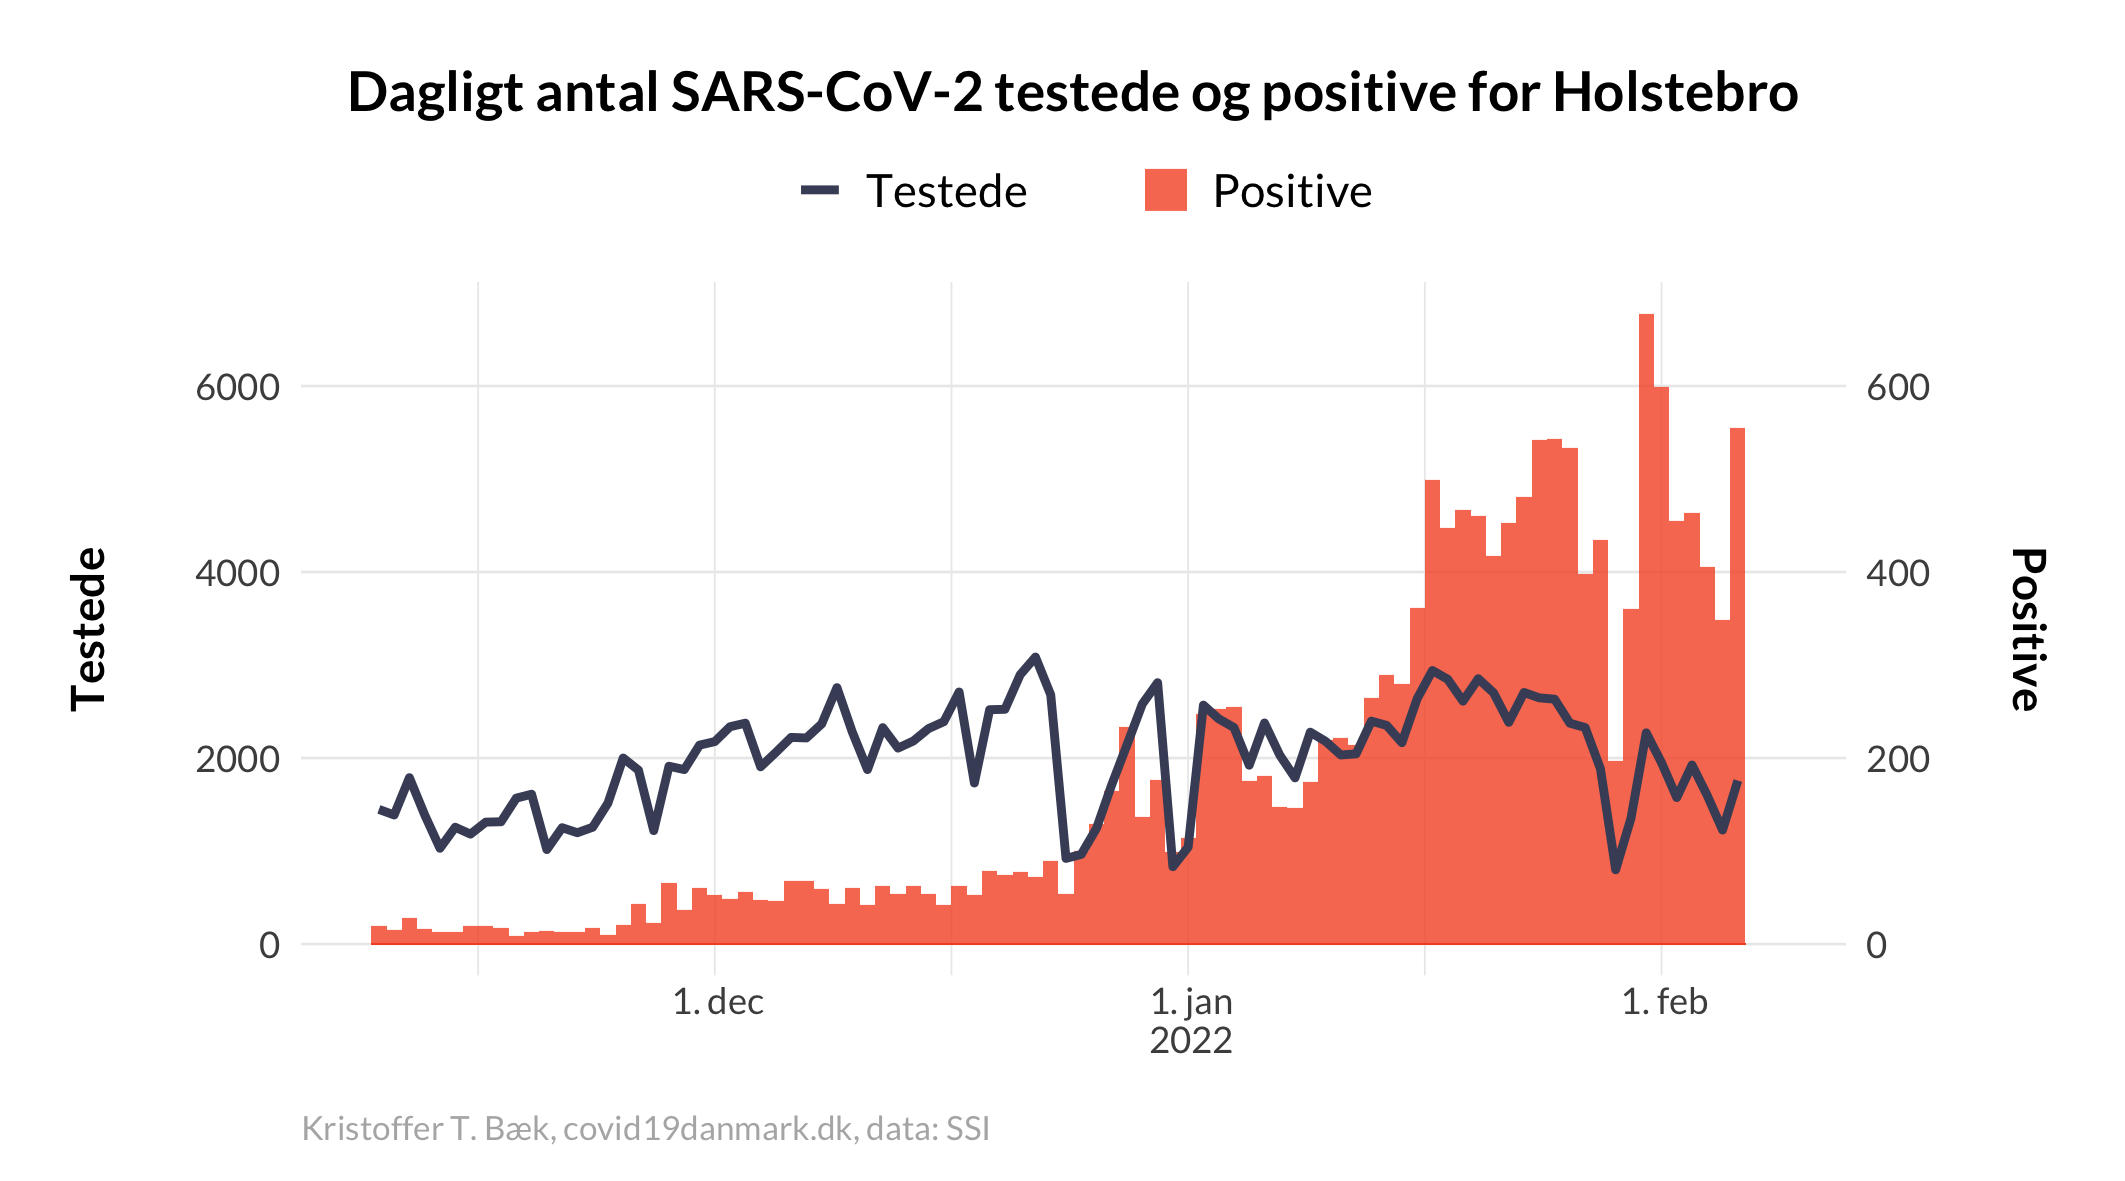 Dagligt antal SARS-CoV-2 testede og positive for Holstebro
Testede
Positive
6000
4000
2000
0
Testede
600
400
200
0
Positive
1. dec
1. jan
2022
1. feb
Kristoffer T. Bæk, covid19danmark.dk, data: SSI